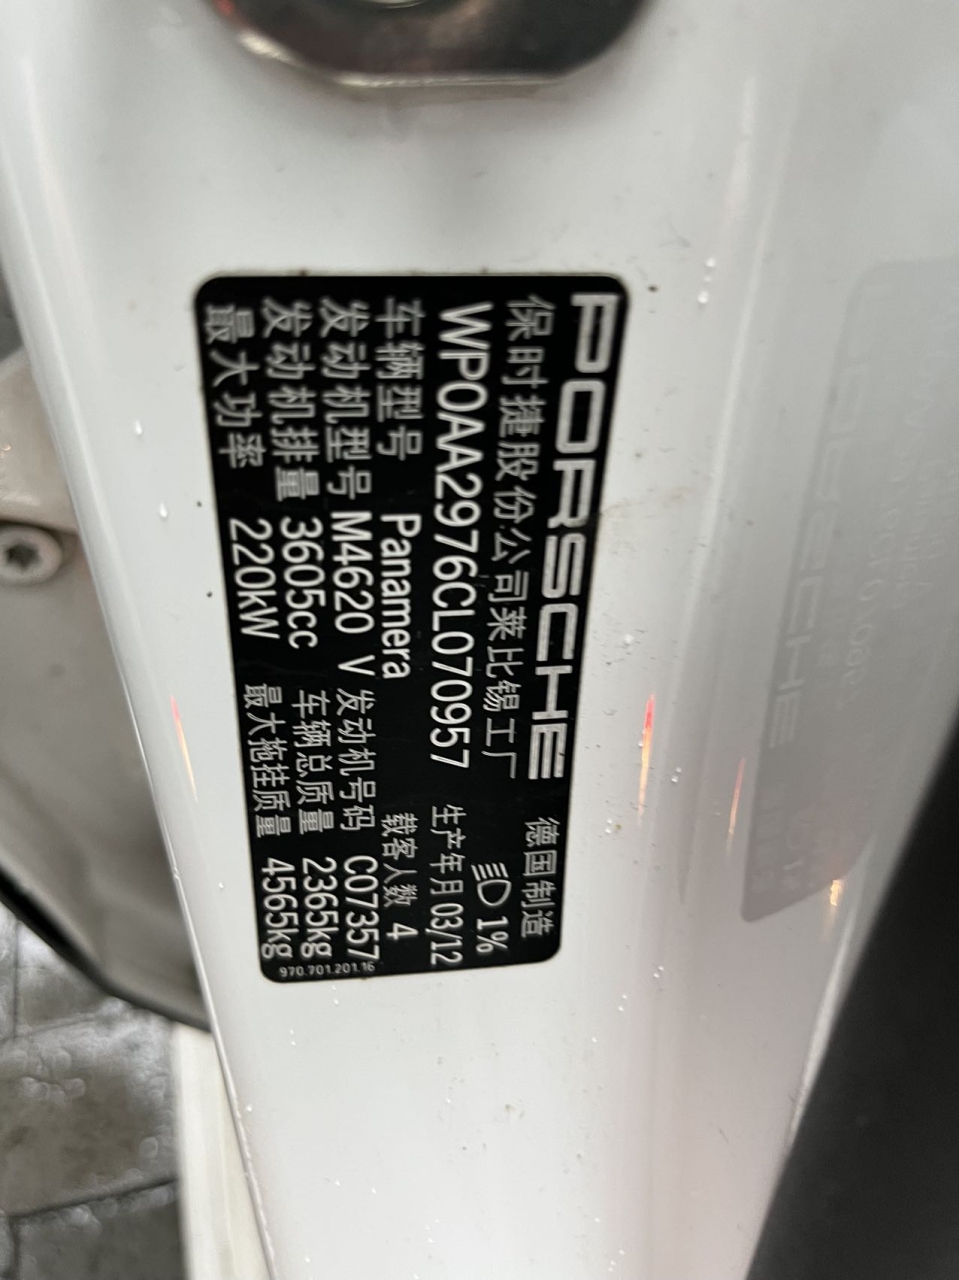 PORSCHE 德国制造
保时捷股份公司莱比锡工厂 1%
WP0AA2976CL070957 生产年月 03/12
车辆型号 Panamera 载客人数 4
发动机型号 M4620 V 发动机号码 C07357
发动机排量 3605cc 车辆总质量 2365kg
最大功率 220kW 最大拖挂质量 4565kg
970.701.201.16